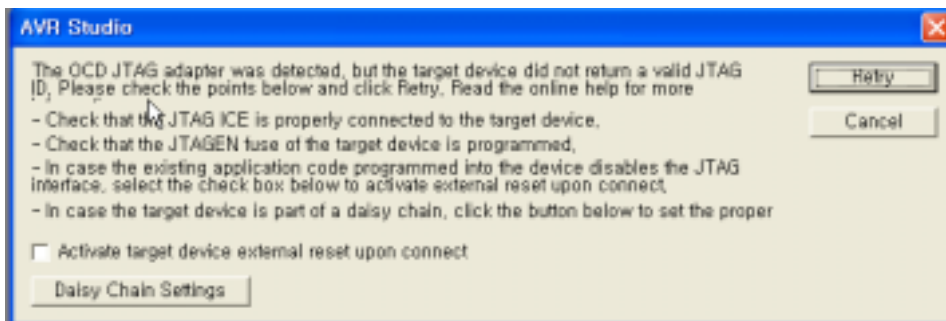 AVR Studio
The OCD JTAG adapter was detected, but the target device did not return a valid JTAG
ID, Please check the points below and click Retry, Read the online help for more
- Check that the JTAG ICE is properly connected to the target device,
- Check that the JTAGEN fuse of the target device is programmed,
- In case the existing application code programmed into the device disables the JTAG
interface, select the check box below to activate external reset upon connect,
- In case the target device is part of a daisy chain, click the button below to set the proper
Activate target device external reset upon connect
Daisy Chain Settings
Retry
Cancel